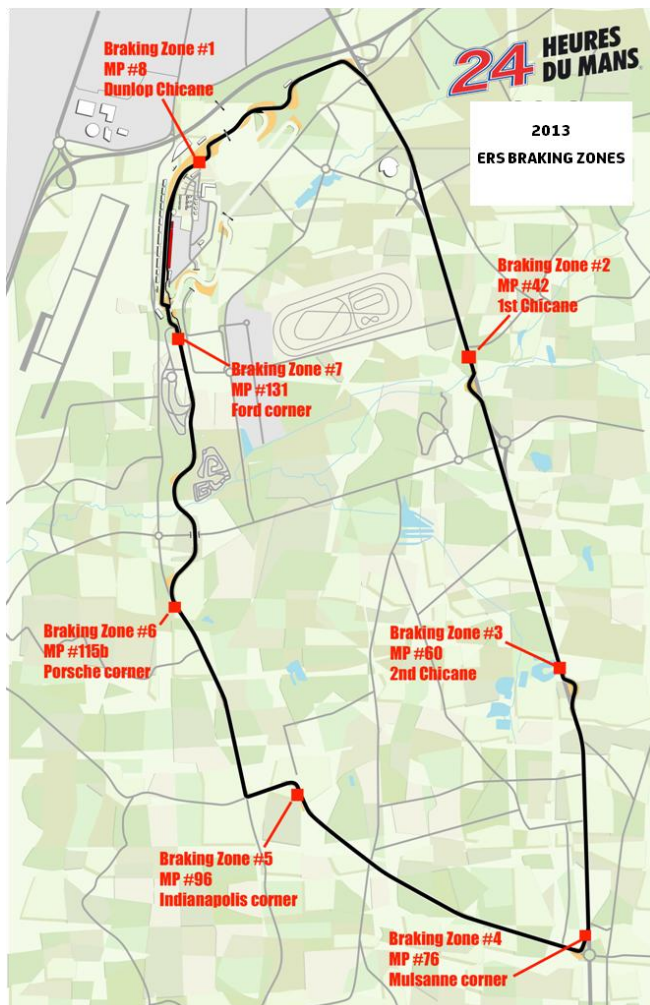 Braking Zone #1
MP #8
Dunlop Chicane
24 HEURES
DU MANS
2013
ERS BRAKING ZONES
Braking Zone #2
MP #42
1st Chicane
Braking Zone #7
MP #131
Ford corner
Braking Zone #6
MP #115b
Porsche corner
Braking Zone #3
MP #60
2nd Chicane
Braking Zone #5
MP #96
Indianapolis corner
Braking Zone #4
MP #76
Mulsanne corner